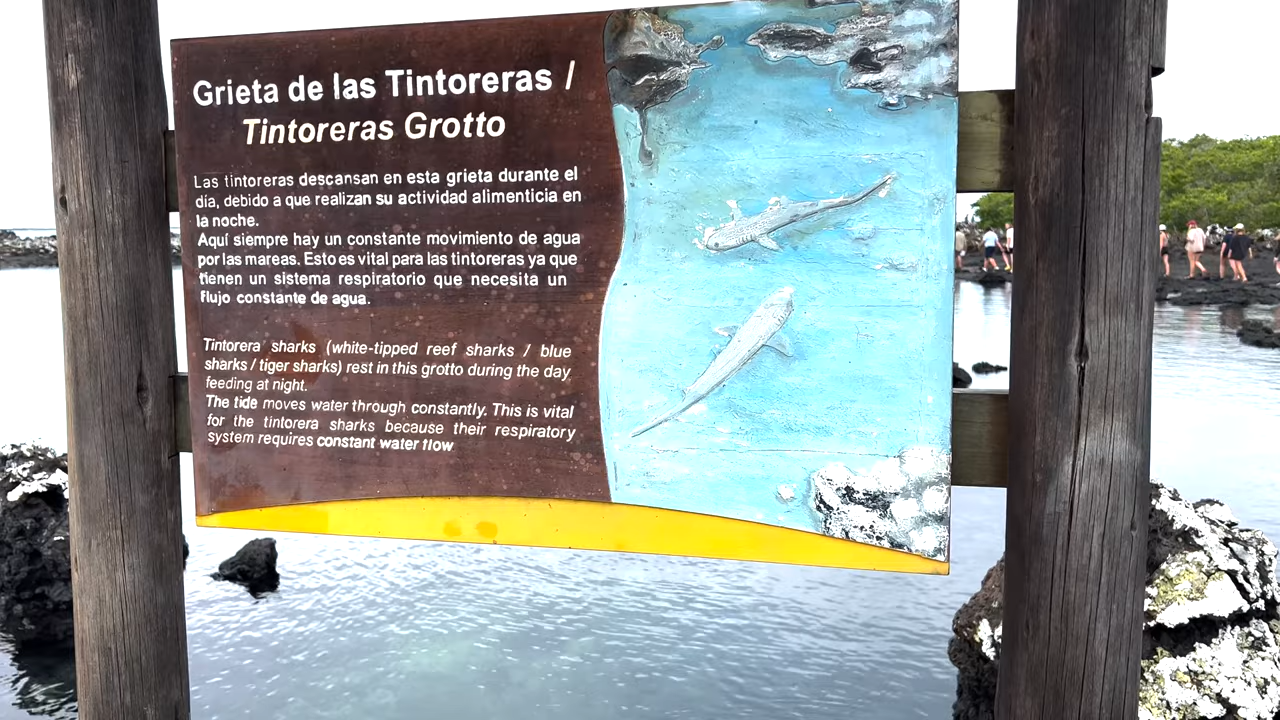 Grieta de las Tintoreras /
Tintoreras Grotto
Las tintoreras descansan en esta grieta durante el
día, debido a que realizan su actividad alimenticia en
la noche.
Aquí siempre hay un constante movimiento de agua
por las mareas. Esto es vital para las tintoreras ya que
tienen un sistema respiratorio que necesita un
flujo constante de agua.
Tintorera sharks (white-tipped reef sharks / blue
sharks / tiger sharks) rest in this grotto during the day
feeding at night.
The tide moves water through constantly. This is vital
for the tintorera sharks because their respiratory
system requires constant water flow